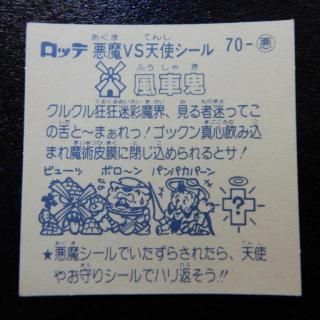 ロッテ 悪魔VS天使シール 70-悪
風車鬼
クルクル狂狂迷彩魔界、見る者迷ってこ
の舌と〜まぁれっ!ゴックン真心飲み込
まれ魔術皮膜に閉じ込められるとサ!
ピューッ ポロ〜ン パンパカパーン
?
★悪魔シールでいたずらされたら、天使
やお守りシールでハリ返そう!!